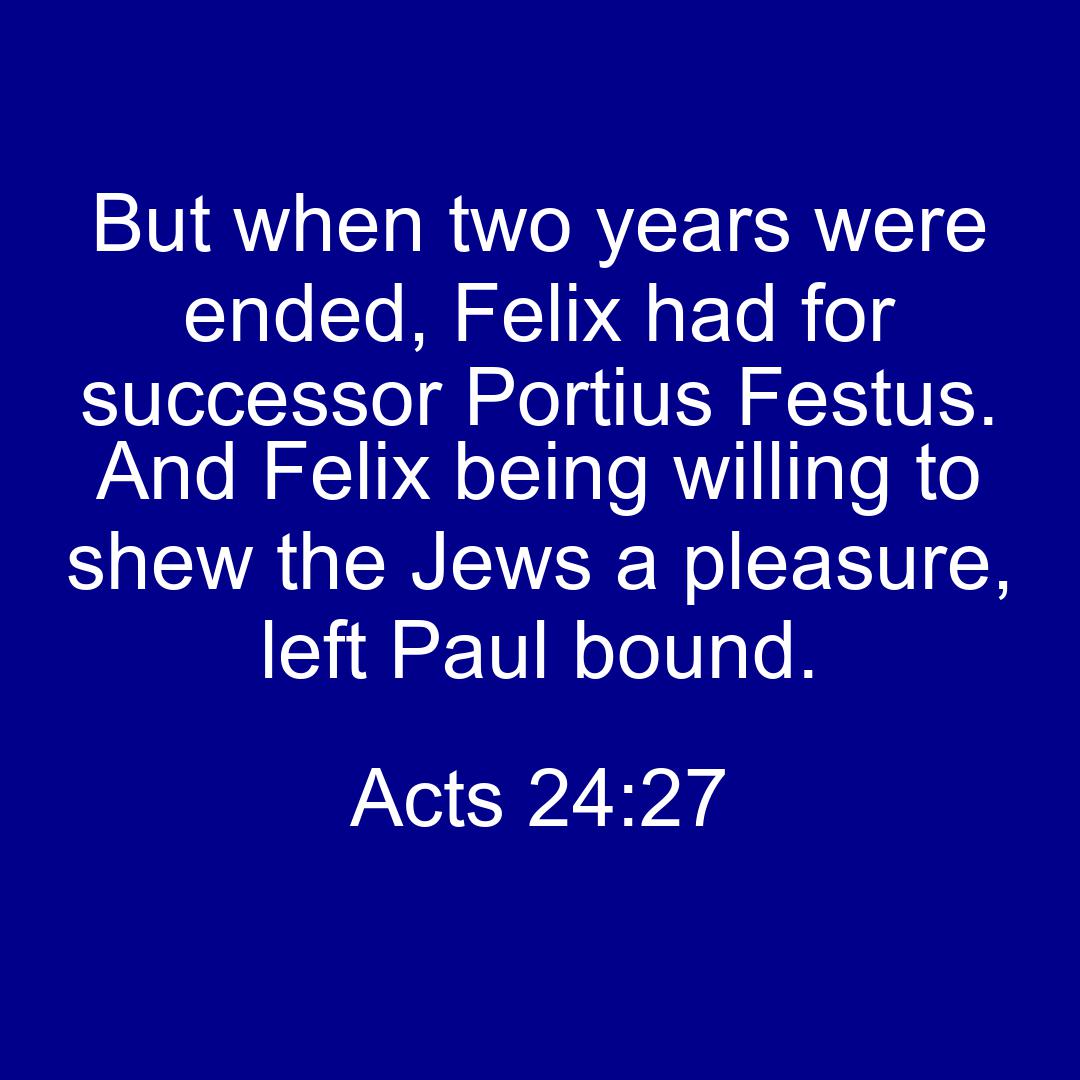 But when two years were
ended, Felix had for
successor Portius Festus.
And Felix being willing to
shew the Jews a pleasure,
left Paul bound.
Acts 24:27